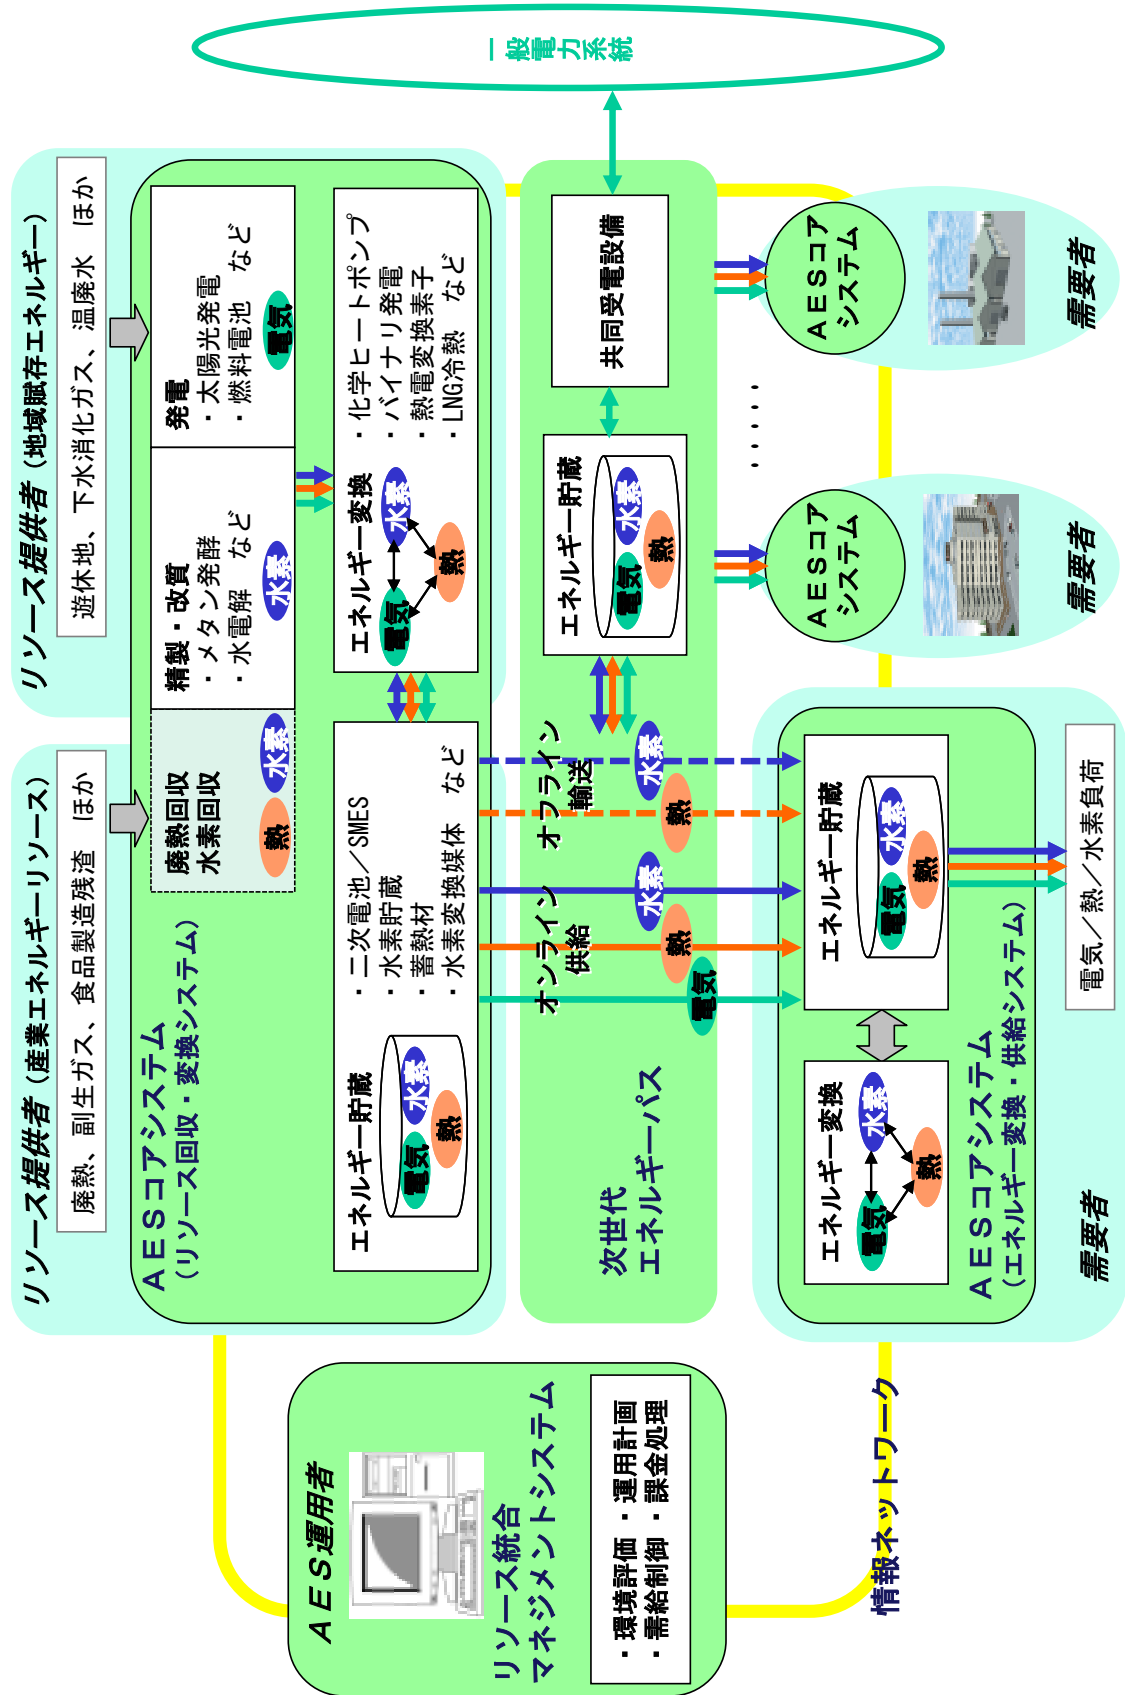 リソース提供者（産業エネルギーリソース）
廃熱、副生ガス、食品製造残渣 ほか
リソース提供者（地域賦存エネルギー）
遊休地、下水消化ガス、温廃水 ほか
AESコアシステム
（リソース回収・変換システム）
廃熱回収
水素回収
熱
水素
精製・改質
・メタン発酵
・水電解 など
水素
発電
・太陽光発電
・燃料電池 など
電気
エネルギー貯蔵
電気
水素
熱
・二次電池／SMES
・水素貯蔵
・蓄熱材
・水素変換媒体 など
エネルギー変換
電気
水素
熱
・化学ヒートポンプ
・バイナリ発電
・熱電変換素子
・LNG冷熱 など
AES運用者
リソース統合
マネジメントシステム
・環境評価 ・運用計画
・需給制御 ・課金処理
次世代
エネルギーパス
オンライン
供給
電気
熱
水素
オフライン
輸送
熱
水素
エネルギー貯蔵
電気
水素
熱
共同受電設備
一般電力系統
エネルギー変換
電気
水素
熱
エネルギー貯蔵
電気
水素
熱
AESコアシステム
（エネルギー変換・供給システム）
電気／熱／水素負荷
需要者
AESコア
システム
需要者
・・・・・
AESコア
システム
需要者
情報ネットワーク